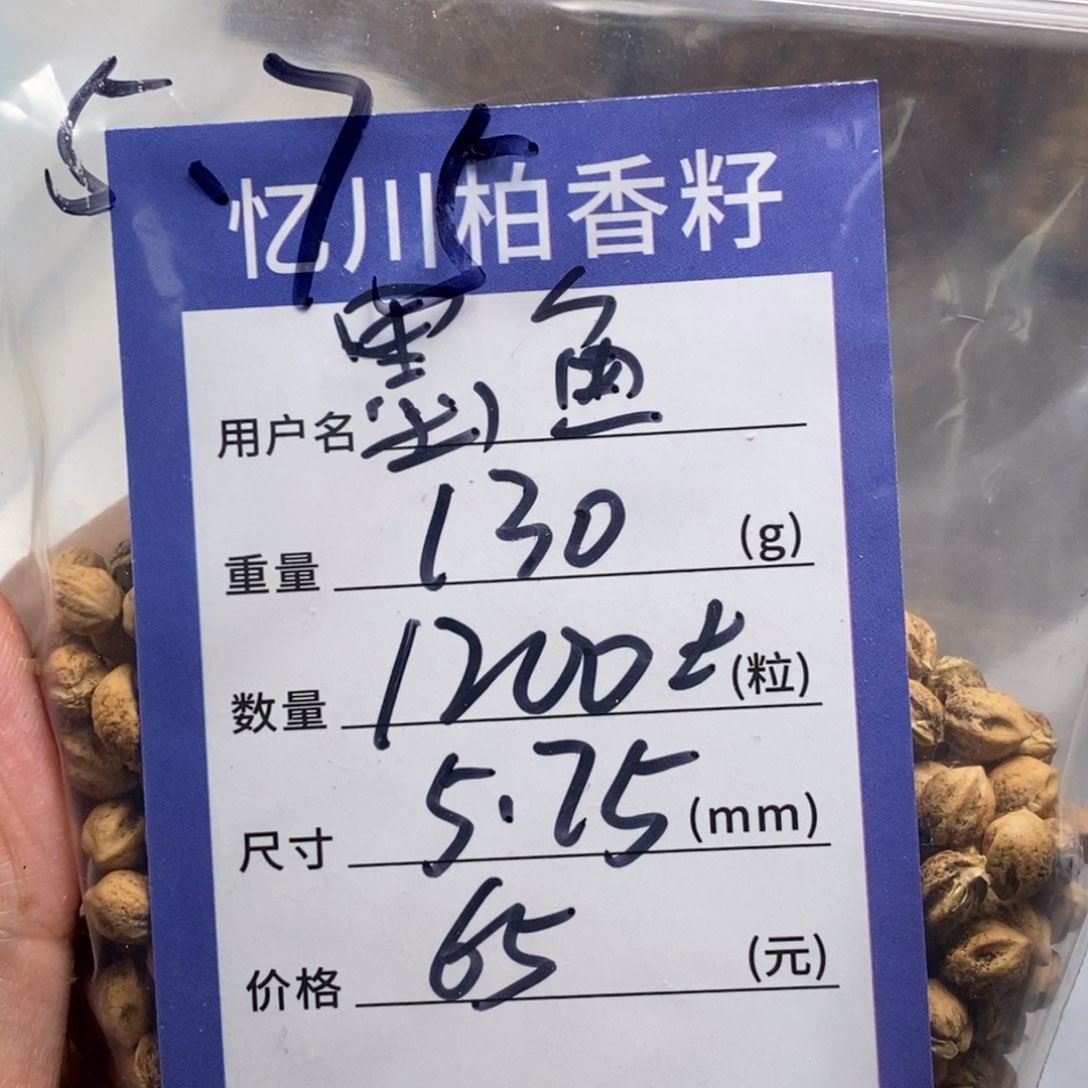 5.75
忆川柏香籽
用户名 墨鱼
重量 130 (g)
数量 1200± (粒)
尺寸 5.75 (mm)
价格 65 (元)